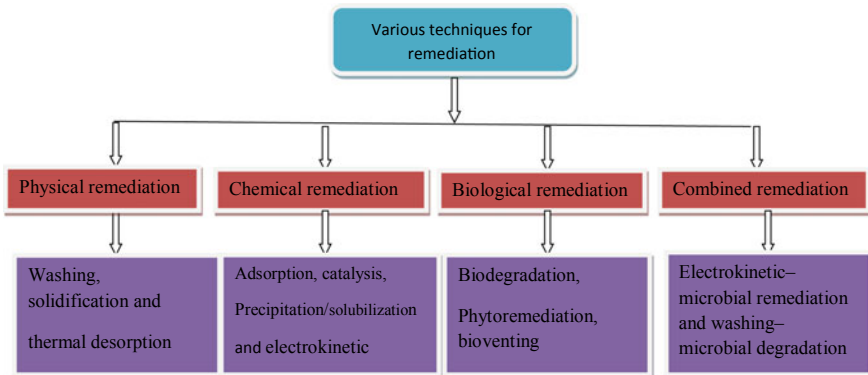 Various techniques for
remediation
Physical remediation
Chemical remediation
Biological remediation
Combined remediation
Washing,
solidification and
thermal desorption
Adsorption, catalysis,
Precipitation/solubilization
and electrokinetic
Biodegradation,
Phytoremediation,
bioventing
Electrokinetic–
microbial remediation
and washing–
microbial degradation